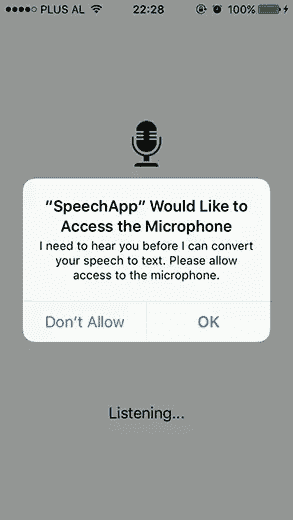 PLUS AL 22:28 100%
“SpeechApp” Would Like to
Access the Microphone
I need to hear you before I can convert
your speech to text. Please allow
access to the microphone.
Don’t Allow OK
Listening...